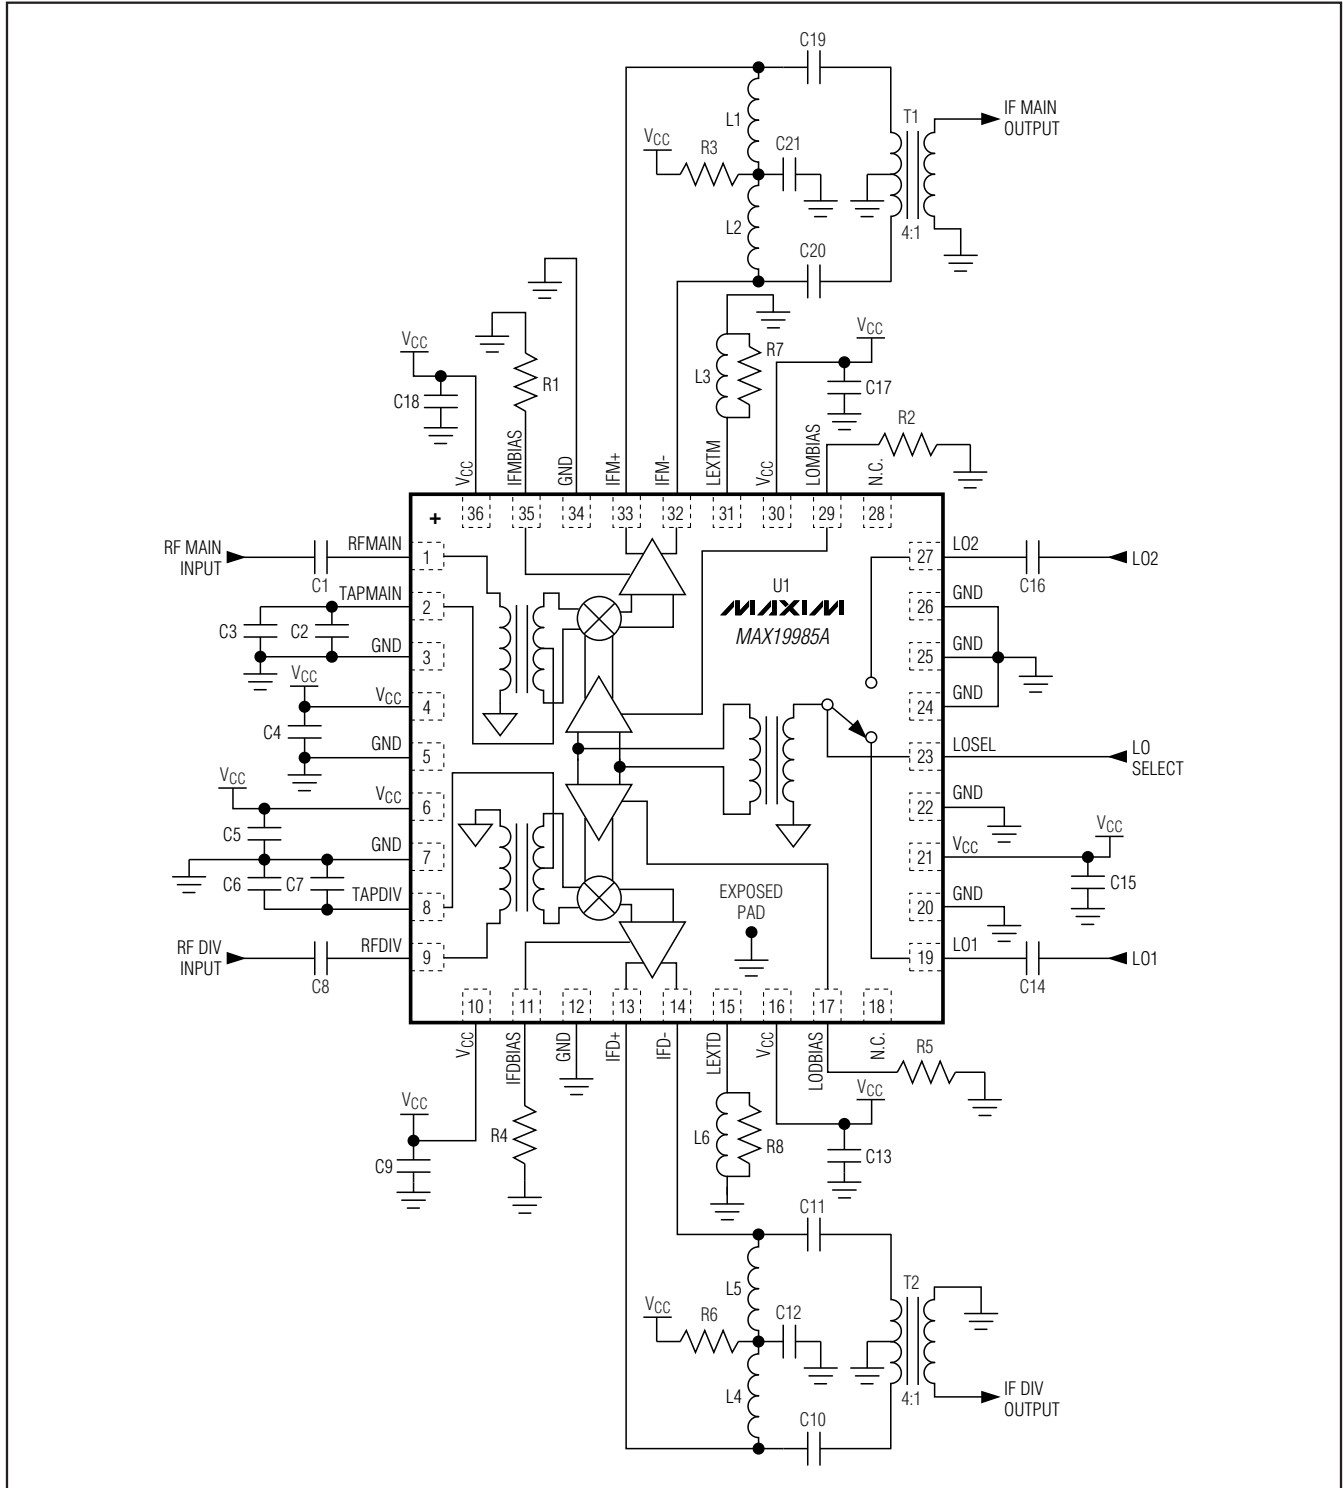 C19
T1
IF MAIN
OUTPUT
L1
VCC
R3
C21
L2
4:1
C20
VCC
R7
L3
VCC
R1
C18
C17
R2
VCC
IFMBIAS
GND
IFM+
IFM-
LEXTM
VCC
LOMBIAS
N.C.
+
36
35
34
33
32
31
30
29
28
RF MAIN
INPUT
C1
RFMAIN
1
27
LO2
C16
LO2
U1
MAXIM
MAX19985A
TAPMAIN
2
26
GND
C3
C2
GND
3
25
GND
VCC
VCC
4
24
GND
C4
GND
5
23
LOSEL
LO
SELECT
VCC
VCC
6
22
GND
C5
GND
7
21
VCC
VCC
C6
C7
C15
TAPDIV
8
20
GND
EXPOSED
PAD
RF DIV
INPUT
C8
RFDIV
9
19
LO1
C14
LO1
10
11
12
13
14
15
16
17
18
VCC
IFDBIAS
GND
IFD+
IFD-
LEXTD
VCC
LODBIAS
N.C.
R5
VCC
VCC
C9
R4
L6
R8
C13
C11
T2
L5
VCC
R6
C12
L4
4:1
IF DIV
OUTPUT
C10